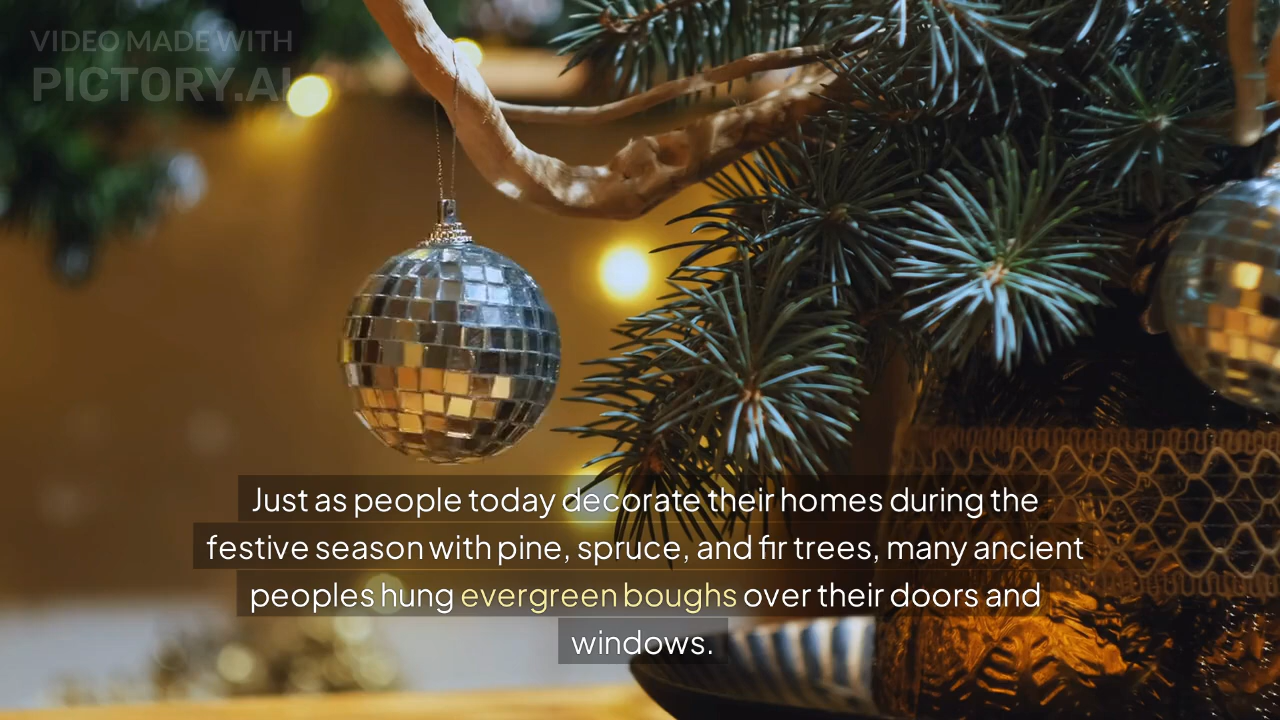 VIDEO MADE WITH
PICTORY.AI
Just as people today decorate their homes during the
festive season with pine, spruce, and fir trees, many ancient
peoples hung evergreen boughs over their doors and
windows.